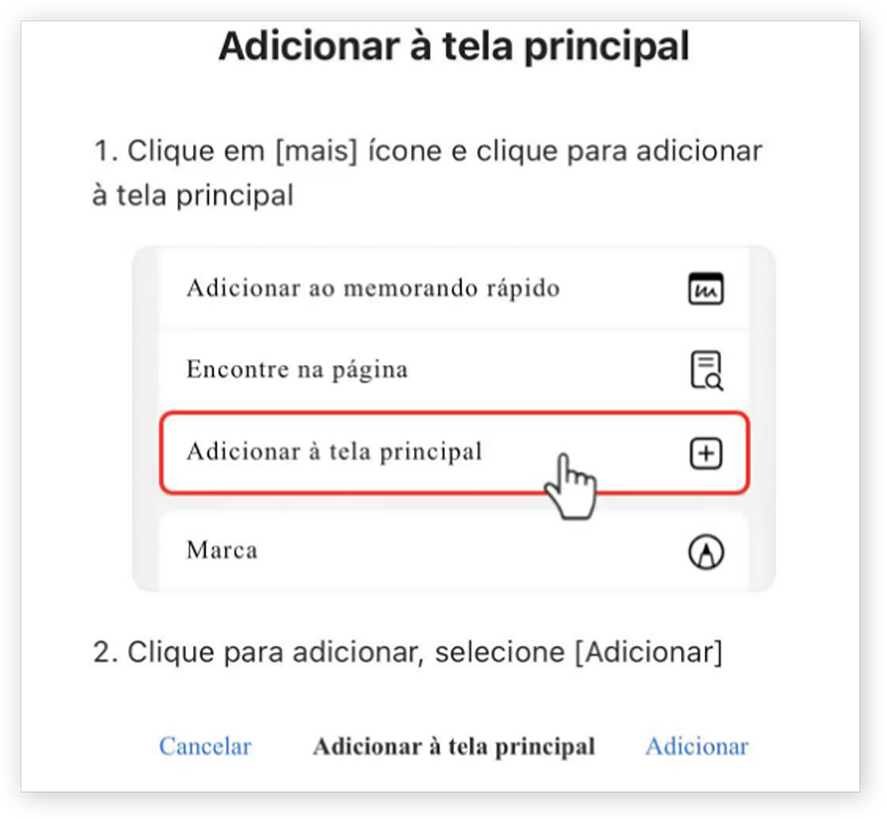 Adicionar à tela principal
1. Clique em [mais] ícone e clique para adicionar
à tela principal
Adicionar ao memorando rápido
Encontre na página
Adicionar à tela principal
Marca
2. Clique para adicionar, selecione [Adicionar]
Cancelar Adicionar à tela principal Adicionar